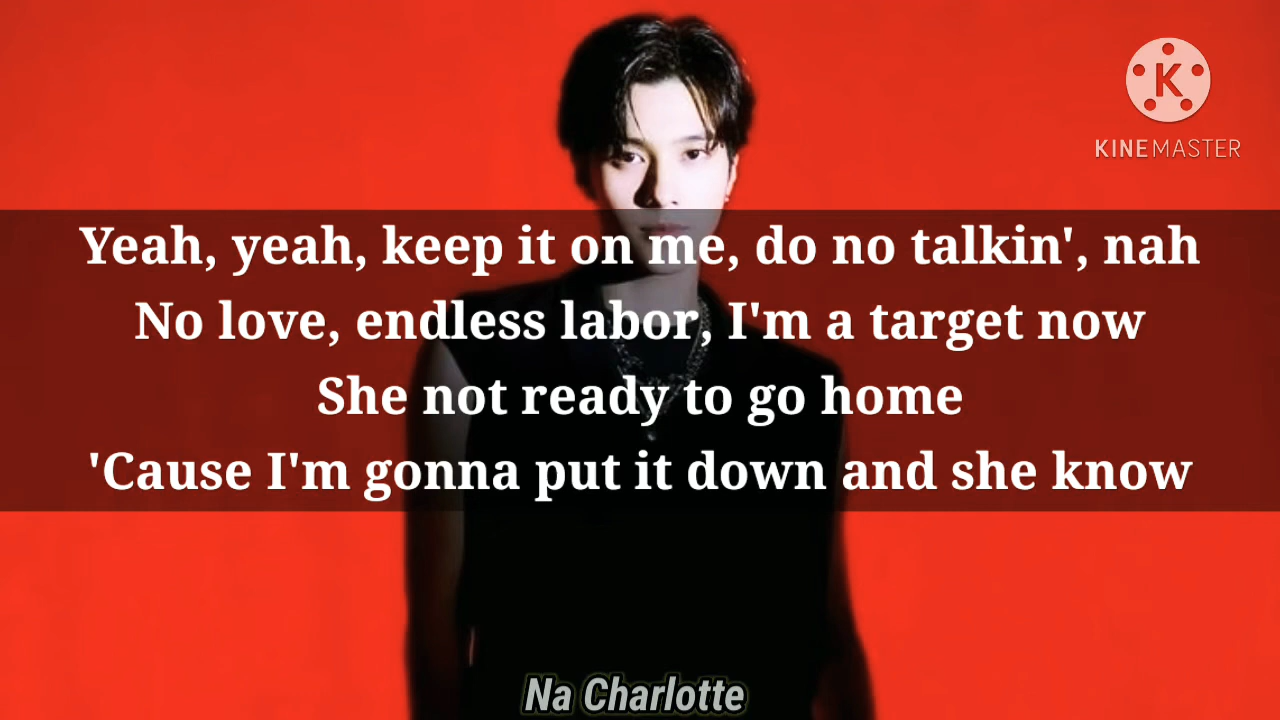 K
KINEMASTER
Yeah, yeah, keep it on me, do no talkin', nah
No love, endless labor, I'm a target now
She not ready to go home
'Cause I'm gonna put it down and she know
Na Charlotte